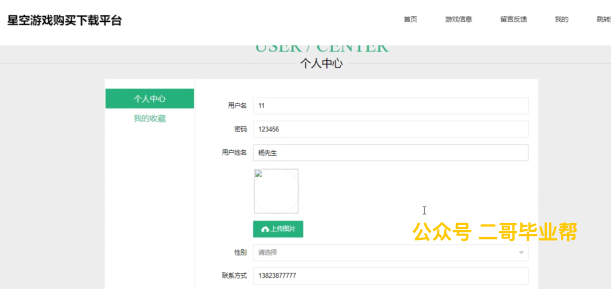 星空游戏购买下载平台
首页 游戏信息 留言反馈 我的
USER / CENTER
个人中心
个人中心
我的收藏
用户名 11
密码 123456
用户姓名 杨先生
上传图片
公众号 二哥毕业帮
性别 请选择
联系方式 13823877777